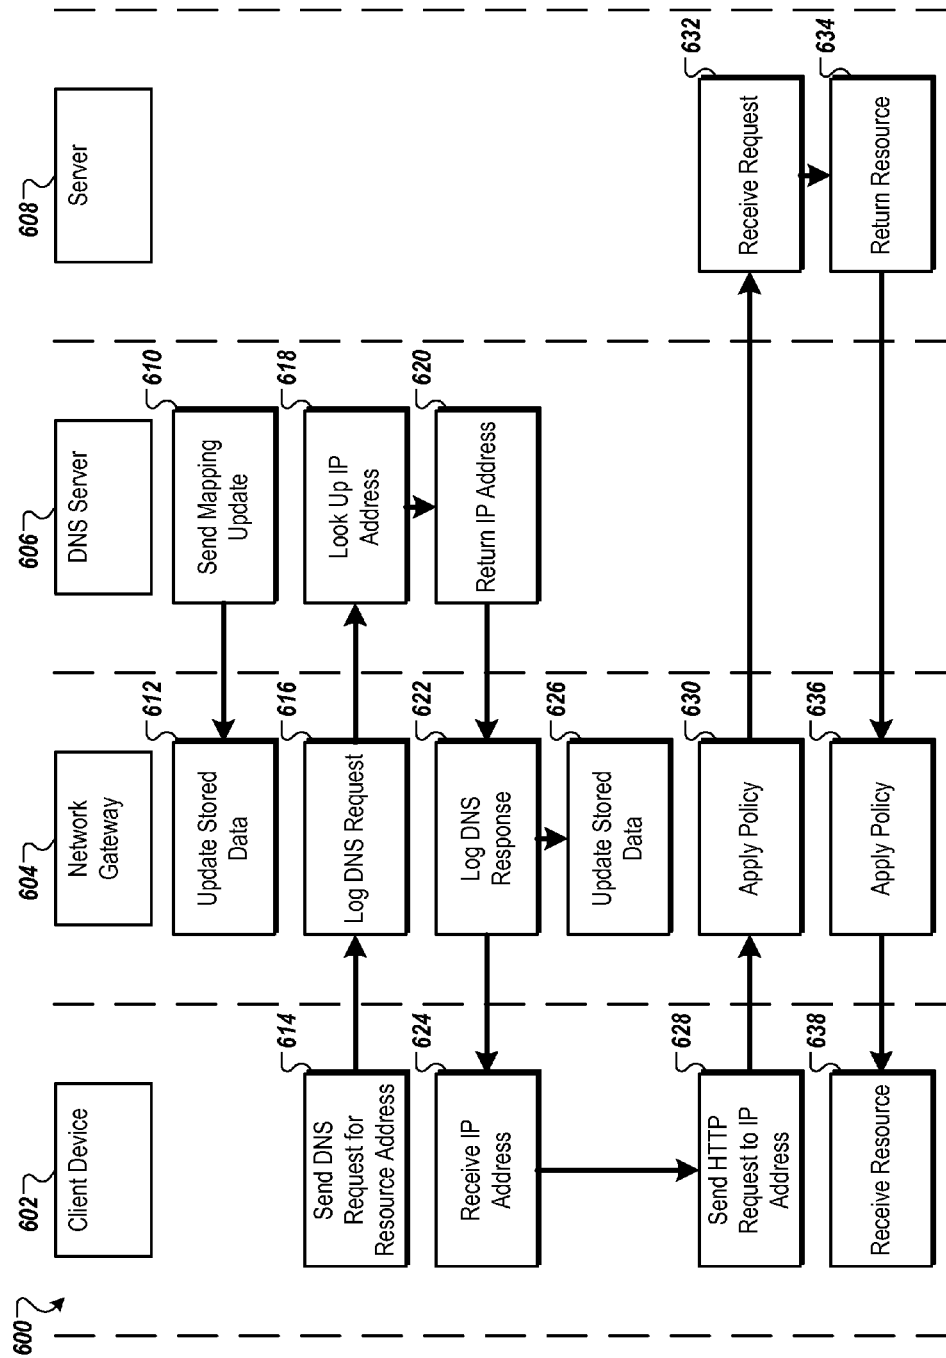 600
602
Client Device
604
Network
Gateway
606
DNS Server
608
Server
610
Send Mapping
Update
612
Update Stored
Data
614
Send DNS
Request for
Resource Address
616
Log DNS Request
618
Look Up IP
Address
620
Return IP Address
622
Log DNS
Response
624
Receive IP
Address
626
Update Stored
Data
628
Send HTTP
Request to IP
Address
630
Apply Policy
632
Receive Request
634
Return Resource
636
Apply Policy
638
Receive Resource